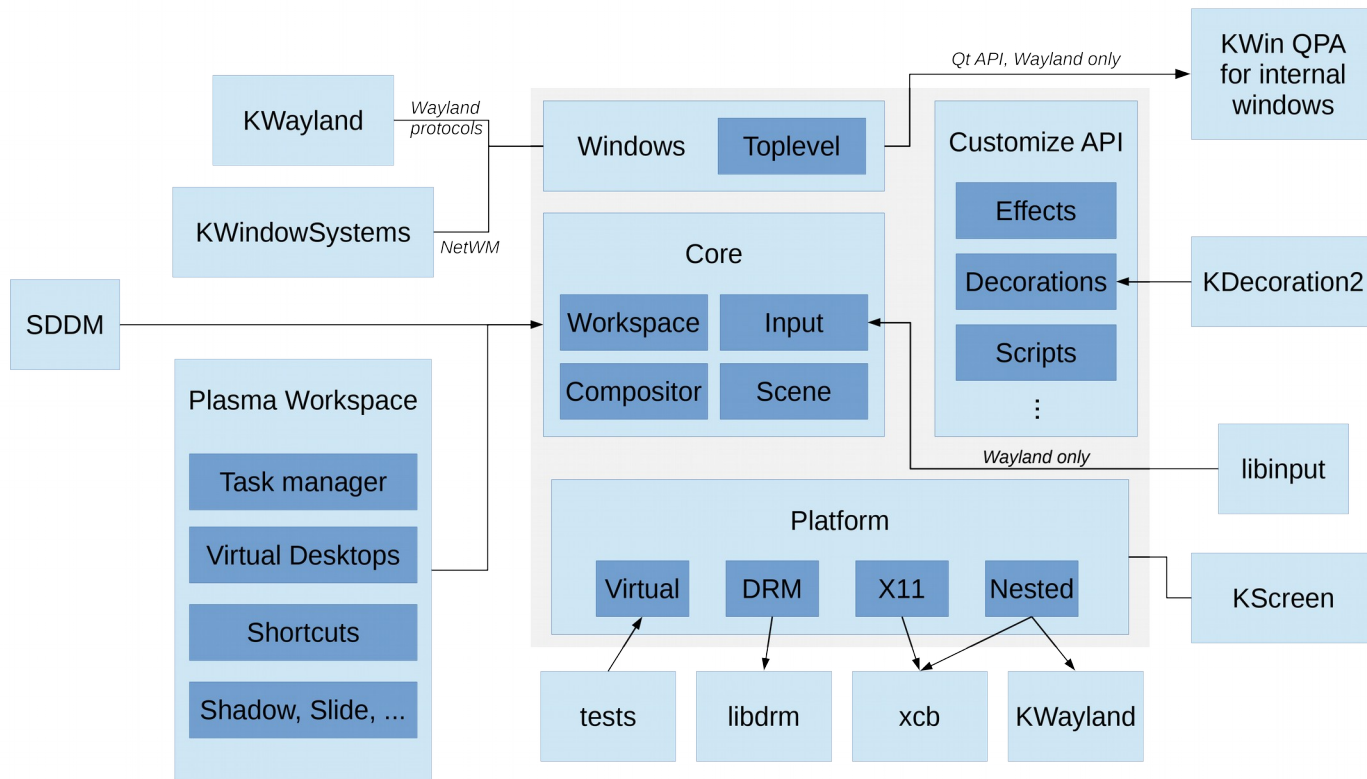 KWin QPA
for internal
windows
Qt API, Wayland only
KWayland
Wayland
protocols
Windows
Toplevel
Customize API
Effects
KWindowSystems
NetWM
Core
Decorations
KDecoration2
SDDM
Workspace
Input
Scripts
Compositor
Scene
...
Plasma Workspace
Wayland only
libinput
Task manager
Platform
Virtual Desktops
Virtual
DRM
X11
Nested
KScreen
Shortcuts
Shadow, Slide, ...
tests
libdrm
xcb
KWayland